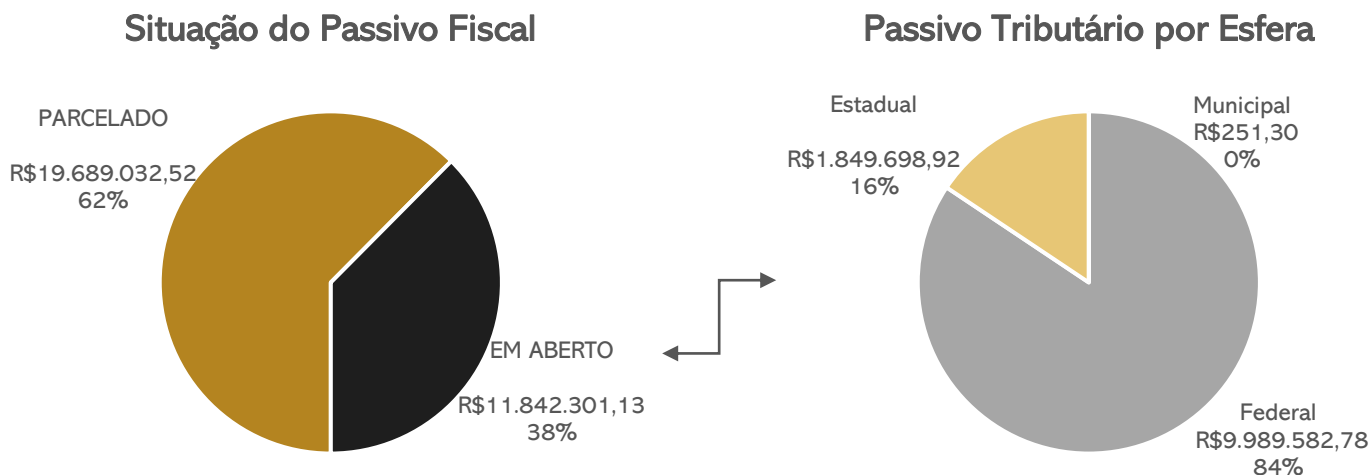 Situação do Passivo Fiscal
PARCELADO
R$19.689.032,52
62%
EM ABERTO
R$11.842.301,13
38%
Passivo Tributário por Esfera
Estadual
R$1.849.698,92
16%
Municipal
R$251,30
0%
Federal
R$9.989.582,78
84%